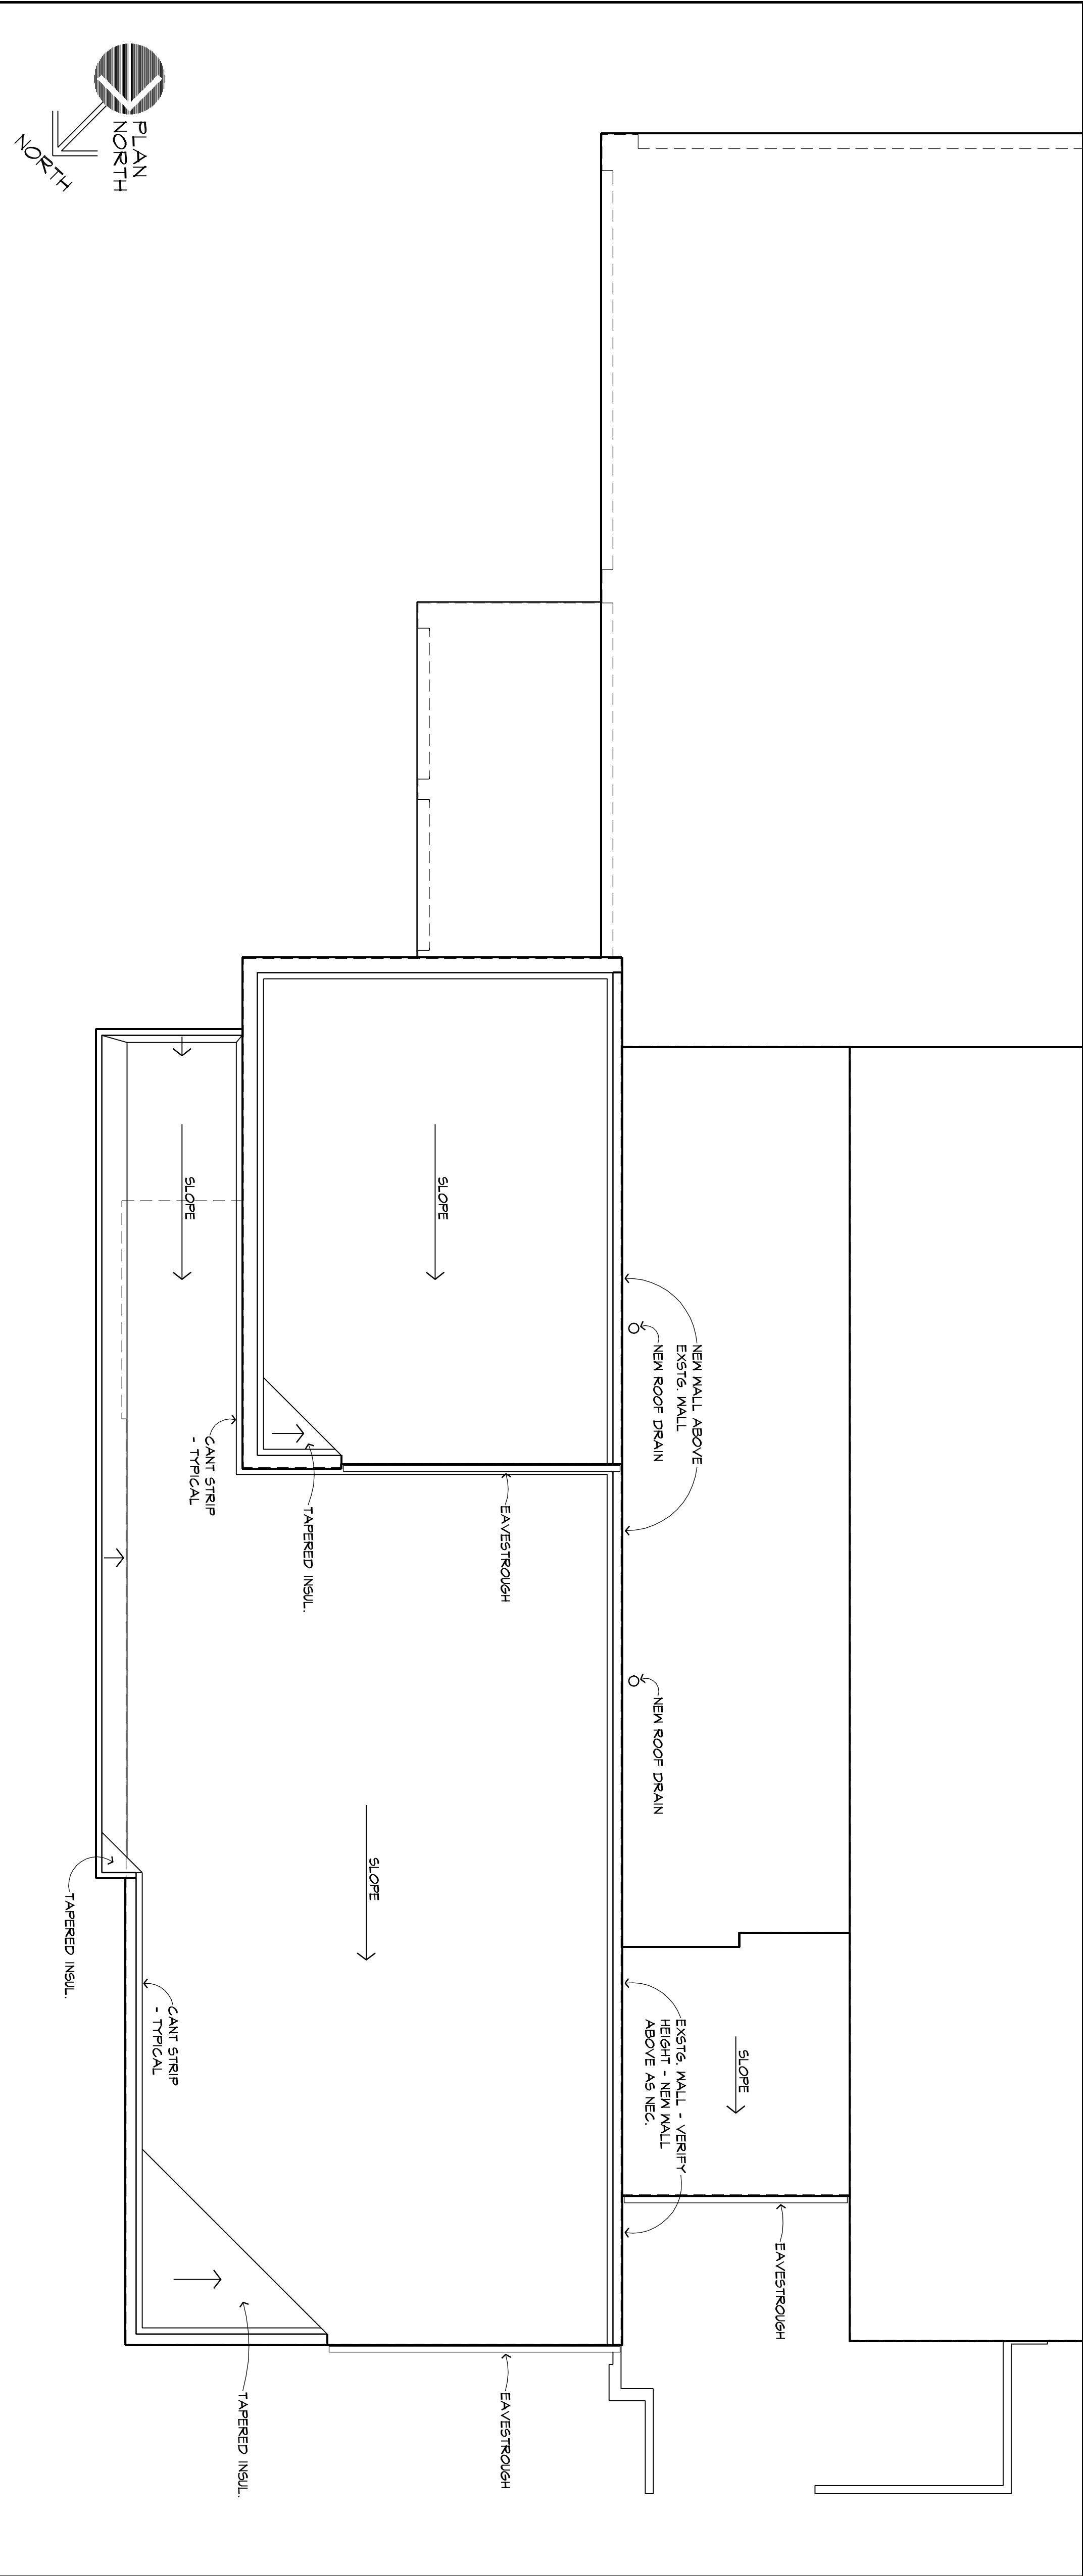 PLAN
NORTH
NORTH
SLOPE
SLOPE
NEW WALL ABOVE
EXSTG. WALL
NEW ROOF DRAIN
CANT STRIP
- TYPICAL
TAPERED INSUL.
EAVESTROUGH
NEW ROOF DRAIN
SLOPE
TAPERED INSUL.
CANT STRIP
- TYPICAL
EXSTG. WALL - VERIFY
HEIGHT - NEW WALL
ABOVE AS NEC.
SLOPE
EAVESTROUGH
TAPERED INSUL.
EAVESTROUGH